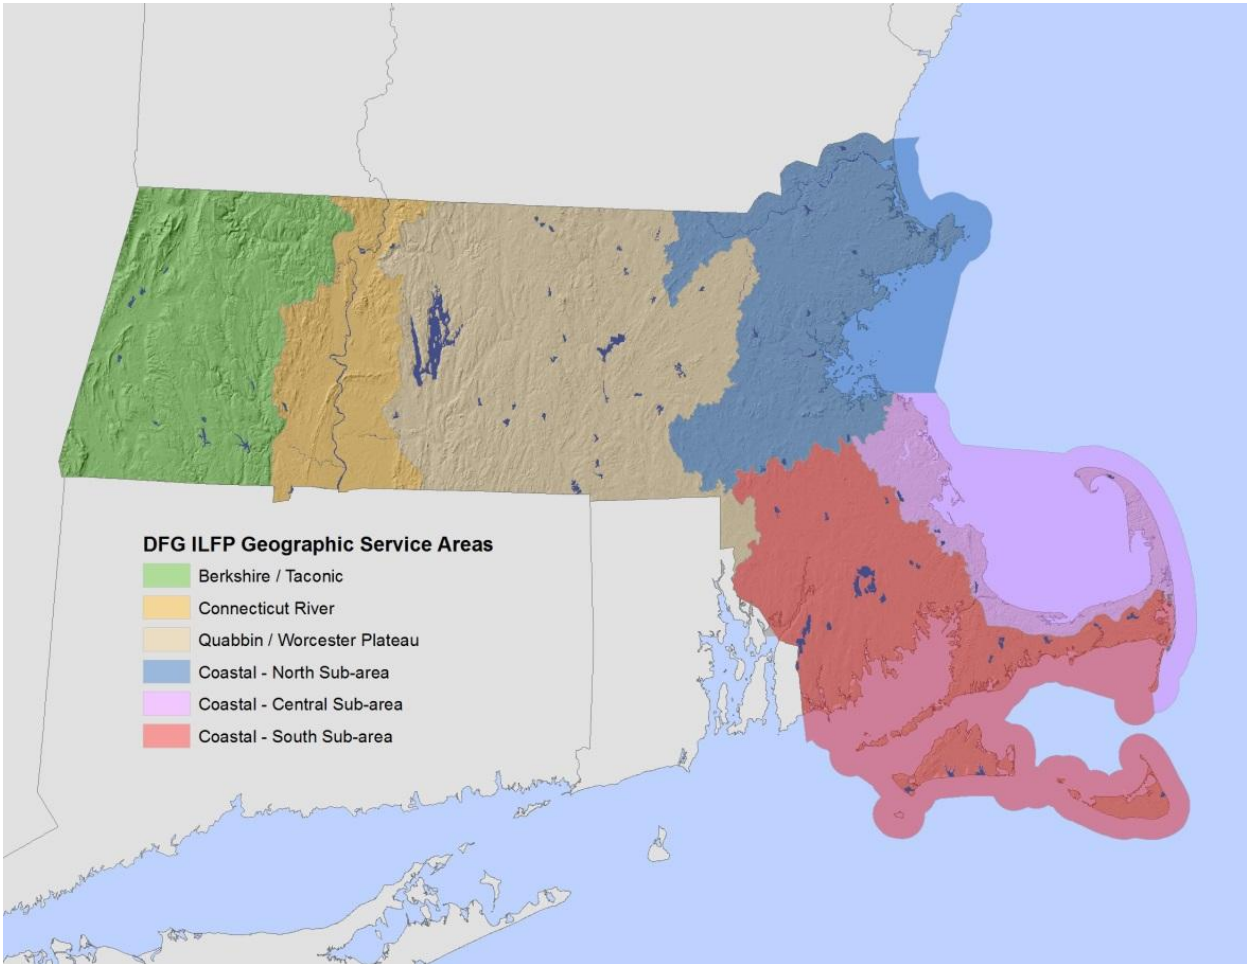 DFG ILFP Geographic Service Areas
Berkshire / Taconic
Connecticut River
Quabbin / Worcester Plateau
Coastal - North Sub-area
Coastal - Central Sub-area
Coastal - South Sub-area